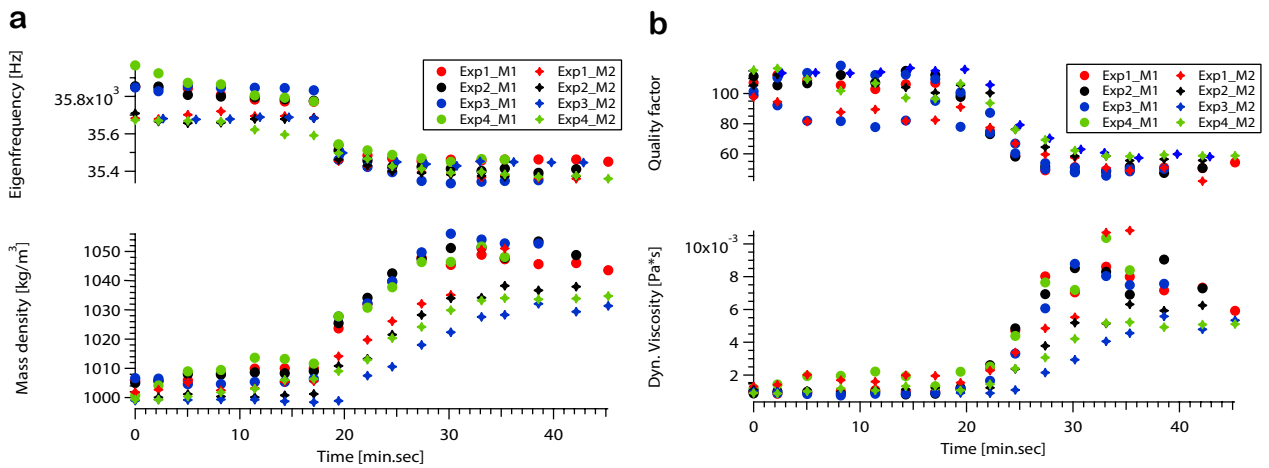 a
Eigenfrequency [Hz]
35.8x10³
35.6
35.4
Exp1_M1 Exp1_M2
Exp2_M1 Exp2_M2
Exp3_M1 Exp3_M2
Exp4_M1 Exp4_M2
Mass density [kg/m³]
1050
1040
1030
1020
1010
1000
0 10 20 30 40
Time [min.sec]
b
Quality factor
100
80
60
Exp1_M1 Exp1_M2
Exp2_M1 Exp2_M2
Exp3_M1 Exp3_M2
Exp4_M1 Exp4_M2
Dyn. Viscosity [Pa*s]
10x10⁻³
8
6
4
2
0 10 20 30 40
Time [min.sec]